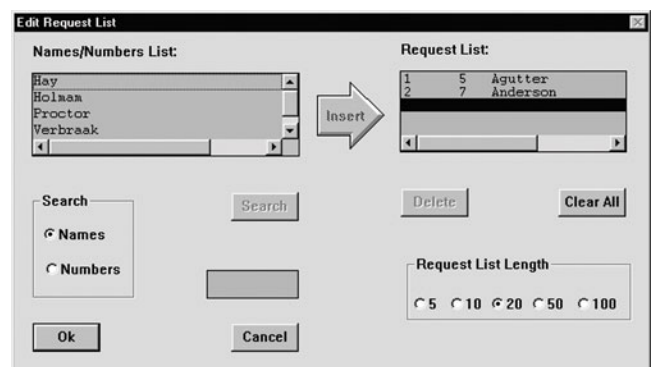 Edit Request List
Names/Numbers List:
Hay
Holmam
Proctor
Verbraak
Insert
Request List:
1 5 Agutter
2 7 Anderson
Search
Names
Numbers
Search
Delete
Clear All
Request List Length
5 10 20 50 100
Ok
Cancel